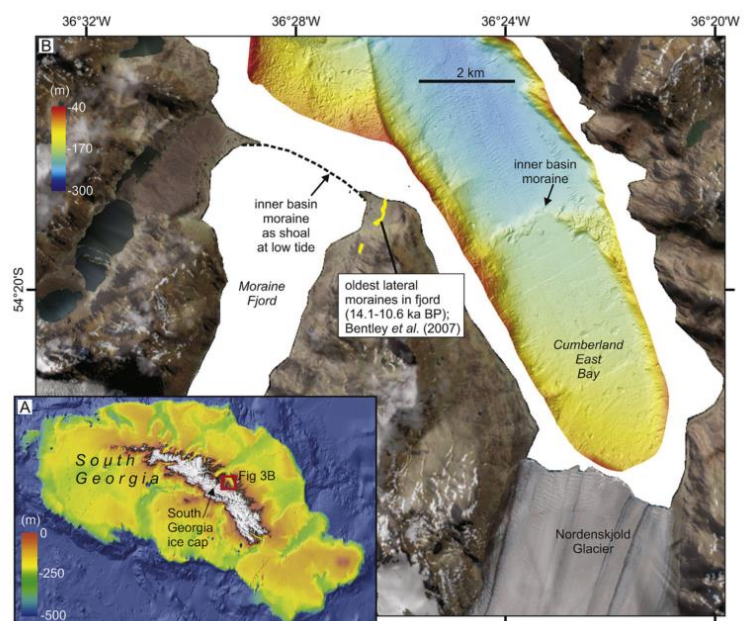 36°32'W
36°28'W
36°24'W
36°20'W
B
(m)
-40
-170
-300
2 km
inner basin
moraine
inner basin
moraine
as shoal
at low tide
54°20'S
Moraine
Fjord
oldest lateral
moraines in fjord
(14.1-10.6 ka BP);
Bentley et al. (2007)
Cumberland
East
Bay
A
South
Georgia
Fig 3B
South
Georgia
ice cap
(m)
0
-250
-500
Nordenskjold
Glacier